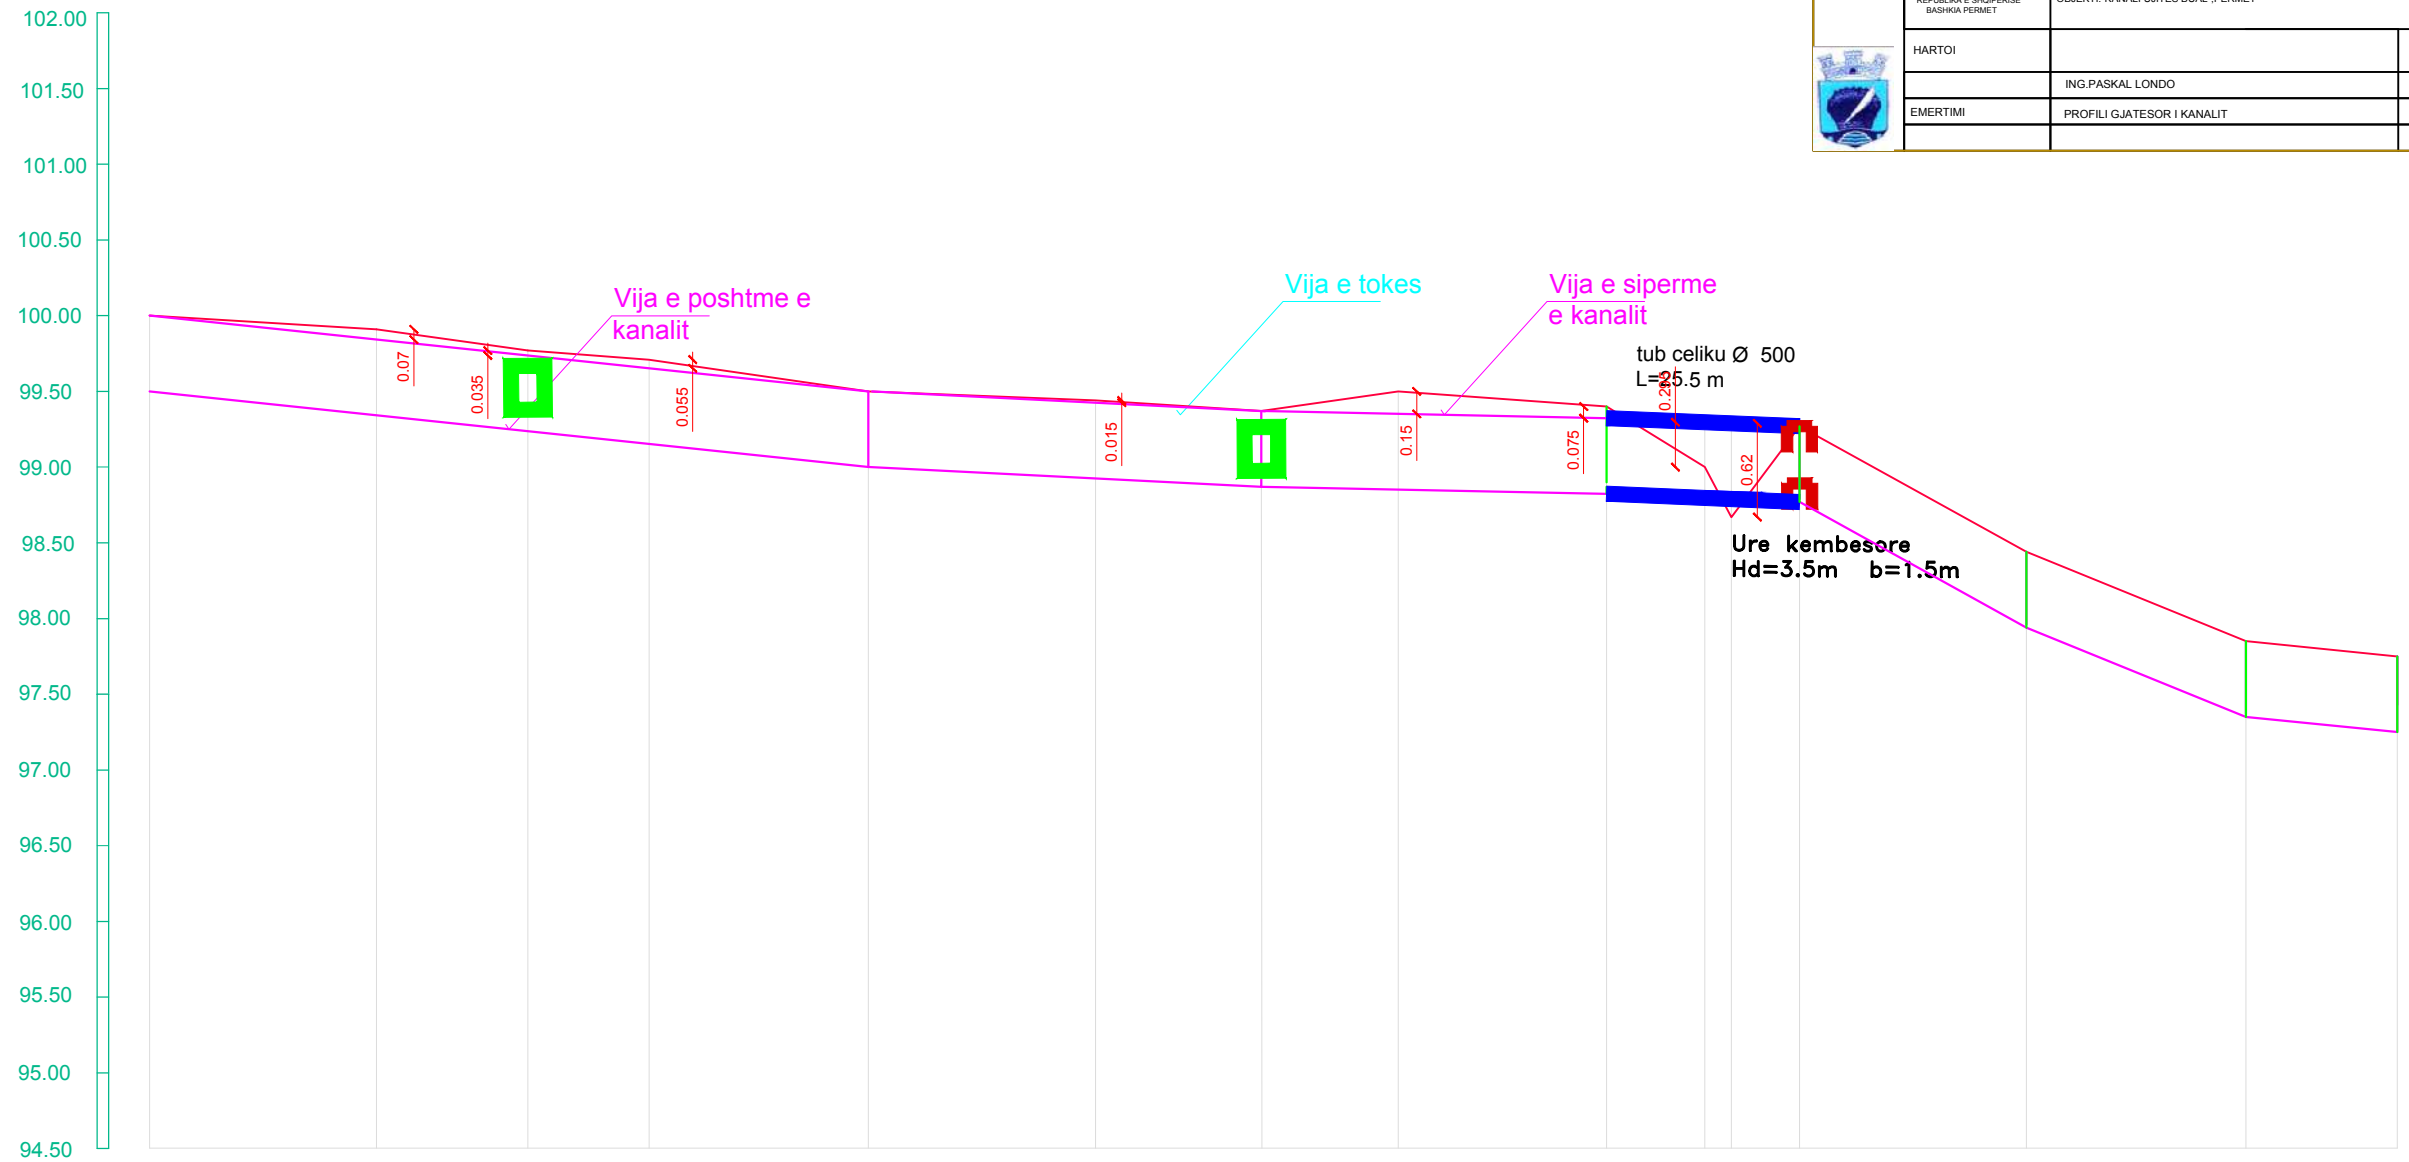 REPUBLIKA E SHQIPERISE
BASHKIA PERMET
HARTOI
ING.PASKAL LONDO
EMERTIMI
PROFILI GJATESOR I KANALIT
102.00
101.50
101.00
100.50
100.00
99.50
99.00
98.50
98.00
97.50
97.00
96.50
96.00
95.50
95.00
94.50
Vija e poshtme e
kanalit
Vija e tokes
Vija e siperme
e kanalit
tub celiku Ø 500
L=25.5 m
0.07
0.035
0.055
0.015
0.15
0.075
0.62
Ure kembesore
Hd=3.5m b=1.5m